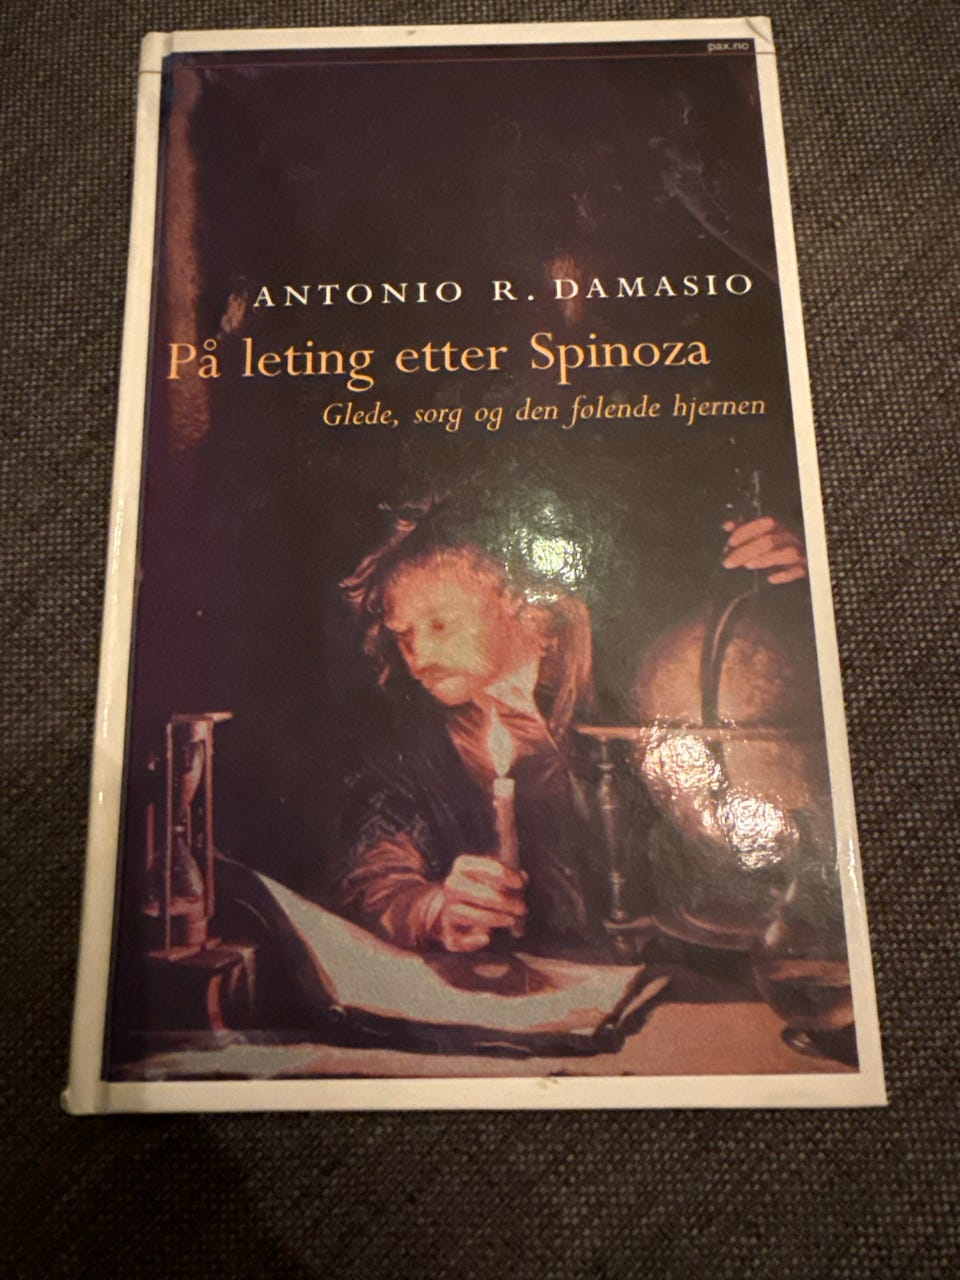 pax.no
ANTONIO R. DAMASIO
På leting etter Spinoza
Glede, sorg og den følende hjernen